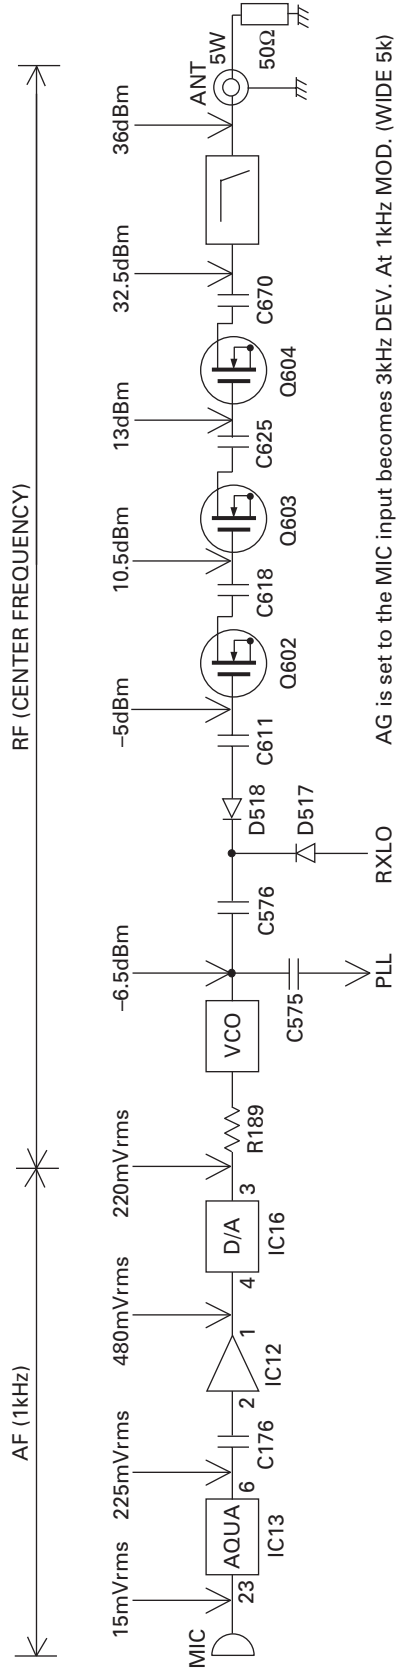 AF (1kHz)
RF (CENTER FREQUENCY)
15mVrms
225mVrms
480mVrms
220mVrms
–6.5dBm
–5dBm
10.5dBm
13dBm
32.5dBm
36dBm
MIC
23
AQUA
IC13
6
C176
2
IC12
1
4
D/A
IC16
3
R189
VCO
C575
PLL
C576
D518
D517
RXLO
C611
Q602
C618
Q603
C625
Q604
C670
ANT
5W
50Ω
AG is set to the MIC input becomes 3kHz DEV. At 1kHz MOD. (WIDE 5k)